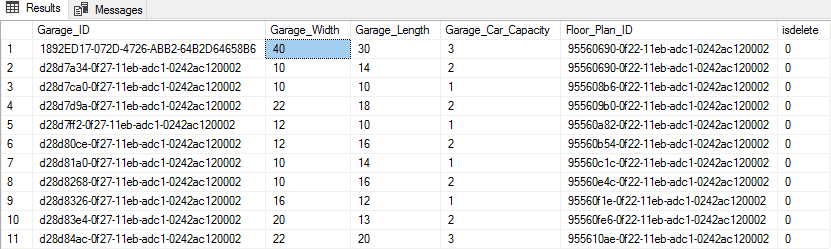 Results Messages
Garage_ID Garage_Width Garage_Length Garage_Car_Capacity Floor_Plan_ID isdelete
1 1892ED17-072D-4726-ABB2-64B2D64658B6 40 30 3 95560690-0f22-11eb-adc1-0242ac120002 0
2 d28d7a34-0f27-11eb-adc1-0242ac120002 10 14 2 95560690-0f22-11eb-adc1-0242ac120002 0
3 d28d7ca0-0f27-11eb-adc1-0242ac120002 10 10 1 955608b6-0f22-11eb-adc1-0242ac120002 0
4 d28d7d9a-0f27-11eb-adc1-0242ac120002 22 18 2 955609b0-0f22-11eb-adc1-0242ac120002 0
5 d28d7ff2-0f27-11eb-adc1-0242ac120002 12 10 1 95560a82-0f22-11eb-adc1-0242ac120002 0
6 d28d80ce-0f27-11eb-adc1-0242ac120002 12 16 2 95560b54-0f22-11eb-adc1-0242ac120002 0
7 d28d81a0-0f27-11eb-adc1-0242ac120002 10 14 1 95560c1c-0f22-11eb-adc1-0242ac120002 0
8 d28d8268-0f27-11eb-adc1-0242ac120002 10 16 2 95560e4c-0f22-11eb-adc1-0242ac120002 0
9 d28d8326-0f27-11eb-adc1-0242ac120002 16 12 1 95560f1e-0f22-11eb-adc1-0242ac120002 0
10 d28d83e4-0f27-11eb-adc1-0242ac120002 20 13 2 95560fe6-0f22-11eb-adc1-0242ac120002 0
11 d28d84ac-0f27-11eb-adc1-0242ac120002 22 20 3 955610ae-0f22-11eb-adc1-0242ac120002 0